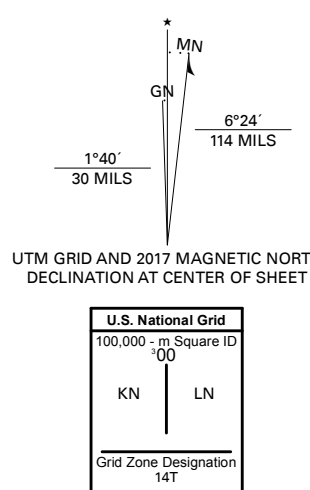 ★
MN
GN
6°24´
114 MILS
1°40´
30 MILS
UTM GRID AND 2017 MAGNETIC NORT
DECLINATION AT CENTER OF SHEET
U.S. National Grid
100,000 - m Square ID
³00
KN LN
Grid Zone Designation
14T